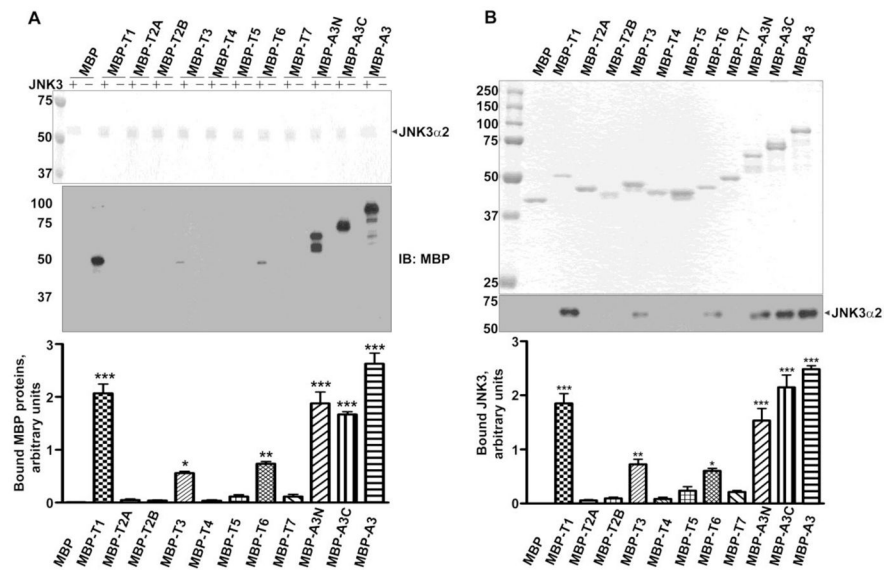 A
MBP
MBP-T1
MBP-T2A
MBP-T2B
MBP-T3
MBP-T4
MBP-T5
MBP-T6
MBP-T7
MBP-A3N
MBP-A3C
MBP-A3
JNK3 + − + − + − + − + − + − + − + − + − + − + − + −
75
50
37
◄JNK3α2
100
75
50
37
IB: MBP
Bound MBP proteins,
arbitrary units
3
2
1
0
***
*
**
***
***
***
MBP
MBP-T1
MBP-T2A
MBP-T2B
MBP-T3
MBP-T4
MBP-T5
MBP-T6
MBP-T7
MBP-A3N
MBP-A3C
MBP-A3
B
MBP
MBP-T1
MBP-T2A
MBP-T2B
MBP-T3
MBP-T4
MBP-T5
MBP-T6
MBP-T7
MBP-A3N
MBP-A3C
MBP-A3
250
150
100
75
50
37
25
75
50
◄JNK3α2
Bound JNK3,
arbitrary units
3
2
1
0
***
**
*
***
***
***
MBP
MBP-T1
MBP-T2A
MBP-T2B
MBP-T3
MBP-T4
MBP-T5
MBP-T6
MBP-T7
MBP-A3N
MBP-A3C
MBP-A3